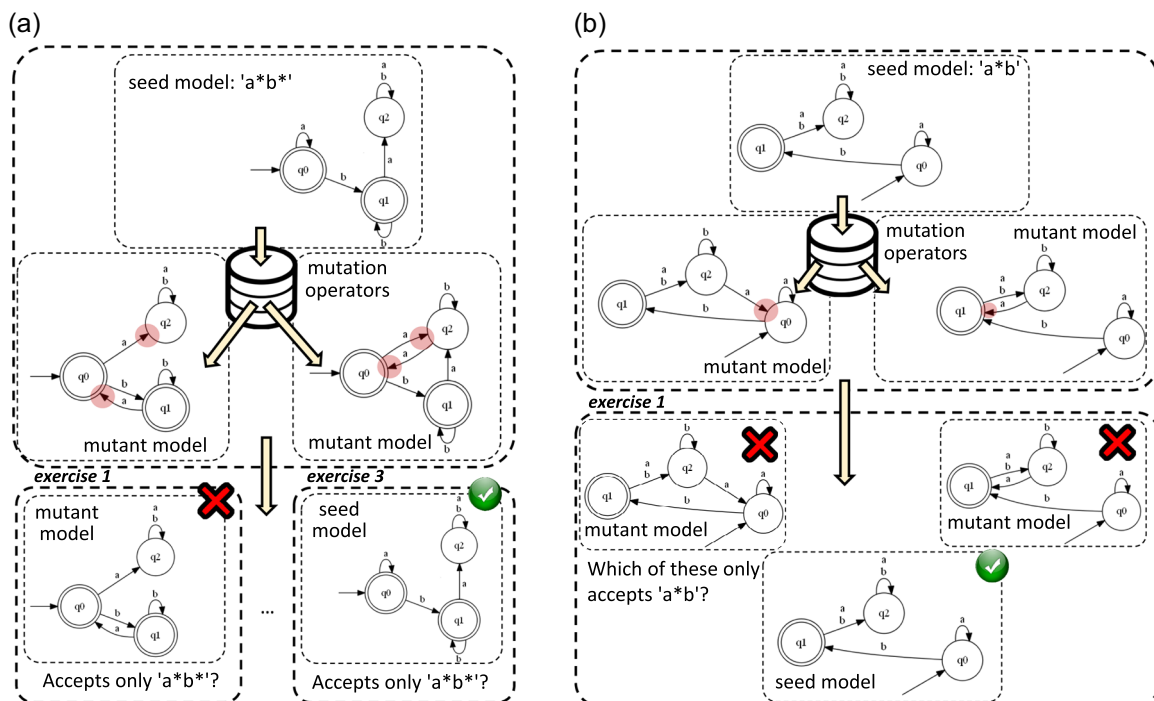 (a)
seed model: 'a*b*'
a
b
q2
a
a
q0
b
q1
b
mutation
operators
a
b
q2
a
q0
b
a
b
q1
mutant model
b
q2
a
a
a
q0
b
q1
b
mutant model
exercise 1
mutant
model
a
b
q2
a
q0
b
a
b
q1
Accepts only 'a*b*'?
...
exercise 3
seed
model
a
b
q2
a
a
q0
b
q1
b
Accepts only 'a*b*'?
(b)
seed model: 'a*b'
a
b
q2
a
b
q1
a
b
q0
mutation
operators
b
q2
a
b
a
q1
a
b
q0
mutant model
mutant model
b
q2
a
b
a
q1
a
b
q0
exercise 1
b
q2
a
b
a
q1
a
b
q0
mutant model
b
q2
a
b
a
q1
a
b
q0
mutant model
Which of these only
accepts 'a*b'?
a
b
q2
a
b
q1
a
b
q0
seed model